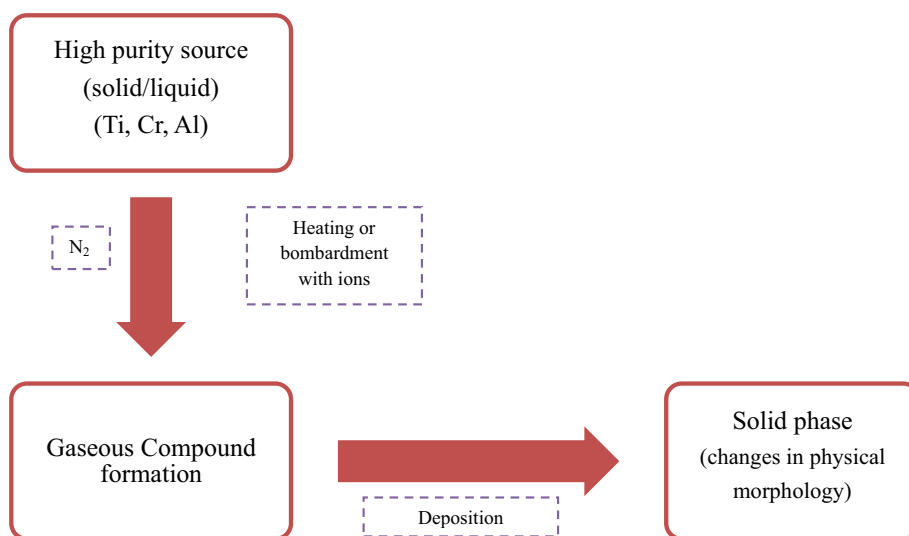 High purity source
(solid/liquid)
(Ti, Cr, Al)
N₂
Heating or
bombardment
with ions
Gaseous Compound
formation
Deposition
Solid phase
(changes in physical
morphology)